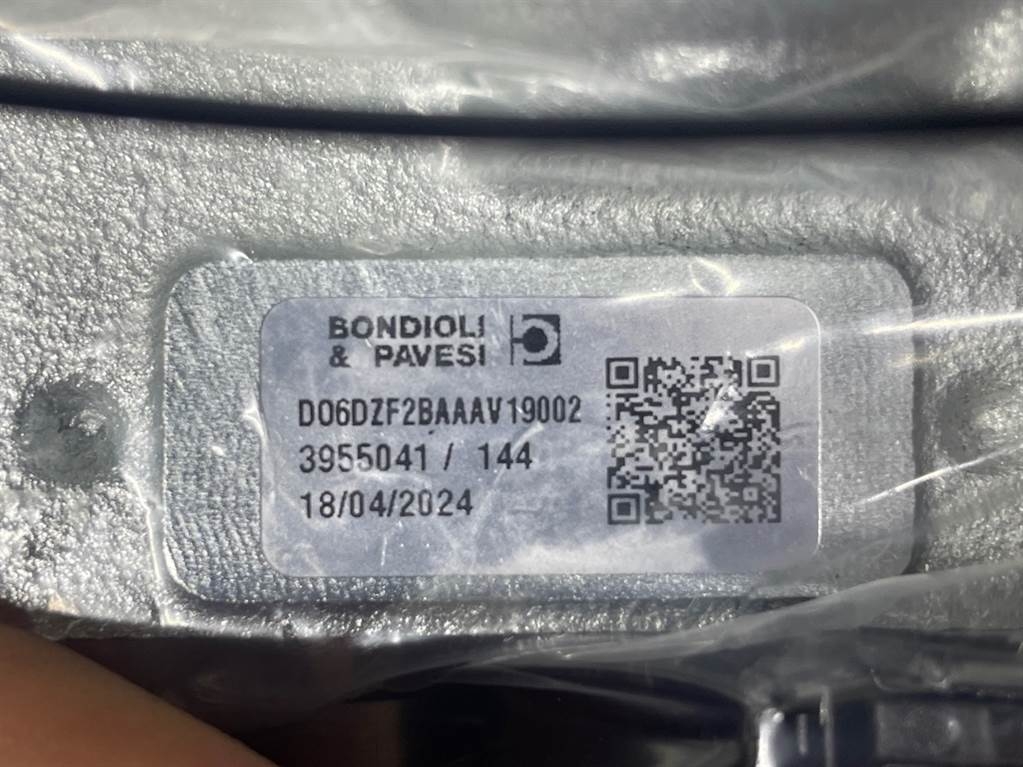 BONDIOLI
& PAVESI
D06DZF2BAAAV19002
3955041 / 144
18/04/2024